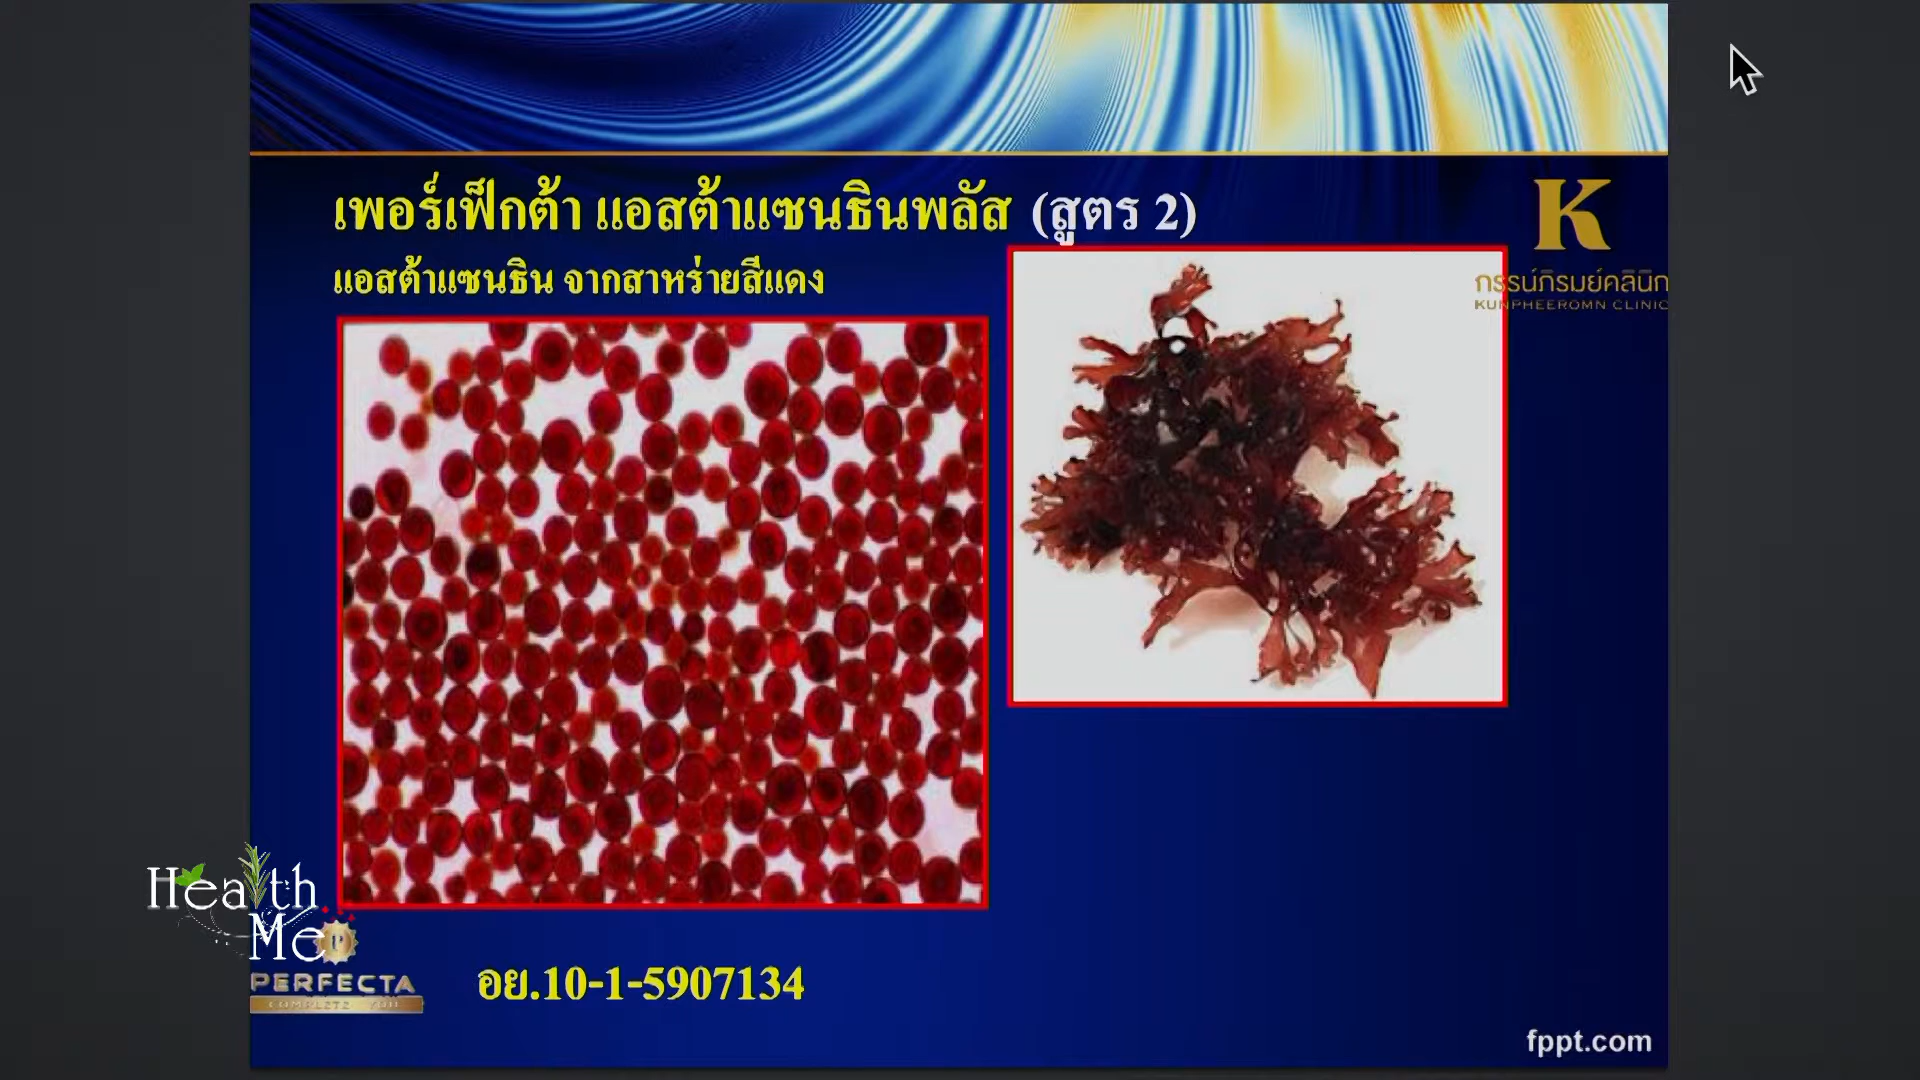 เพอร์เฟ็กต้า แอสต้าแซนธินพลัส (สูตร 2)
แอสต้าแซนธิน จากสาหร่ายสีแดง
K
กรรณ์ภิรมย์คลินิก
KUNPHEEROMN CLINIC
Health
Me
P
PERFECTA
COMPLETE YOU
อย.10-1-5907134
fppt.com